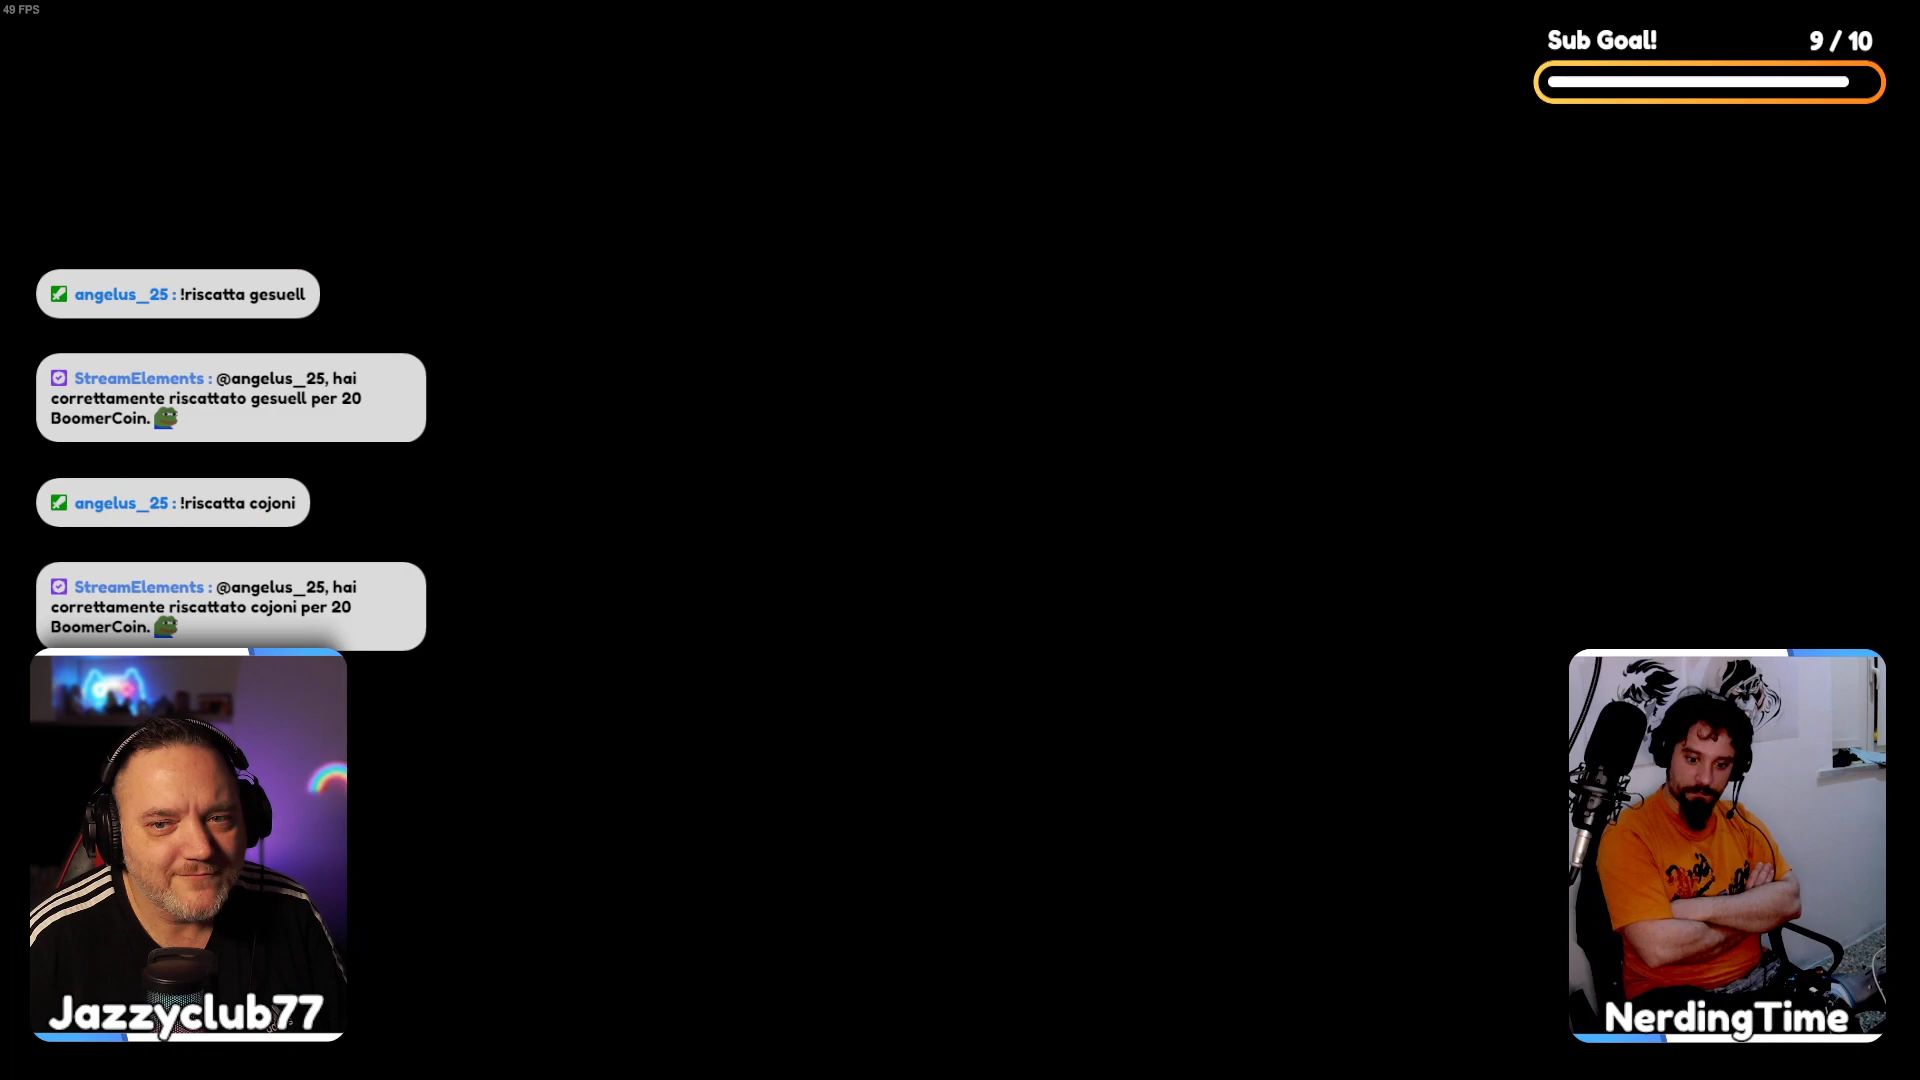 49 FPS
Sub Goal! 9 / 10
angelus_25 : !riscatta gesuell
StreamElements : @angelus_25, hai
correttamente riscattato gesuell per 20
BoomerCoin.
angelus_25 : !riscatta cojoni
StreamElements : @angelus_25, hai
correttamente riscattato cojoni per 20
BoomerCoin.
Jazzyclub77
NerdingTime